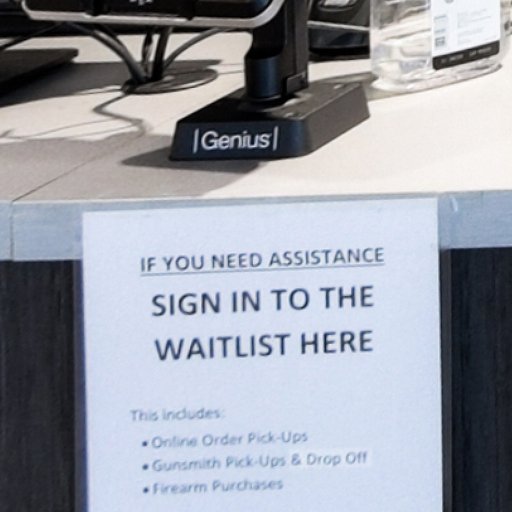 |Genius|
IF YOU NEED ASSISTANCE
SIGN IN TO THE
WAITLIST HERE
This includes:
• Online Order Pick-Ups
• Gunsmith Pick-Ups & Drop Off
• Firearm Purchases